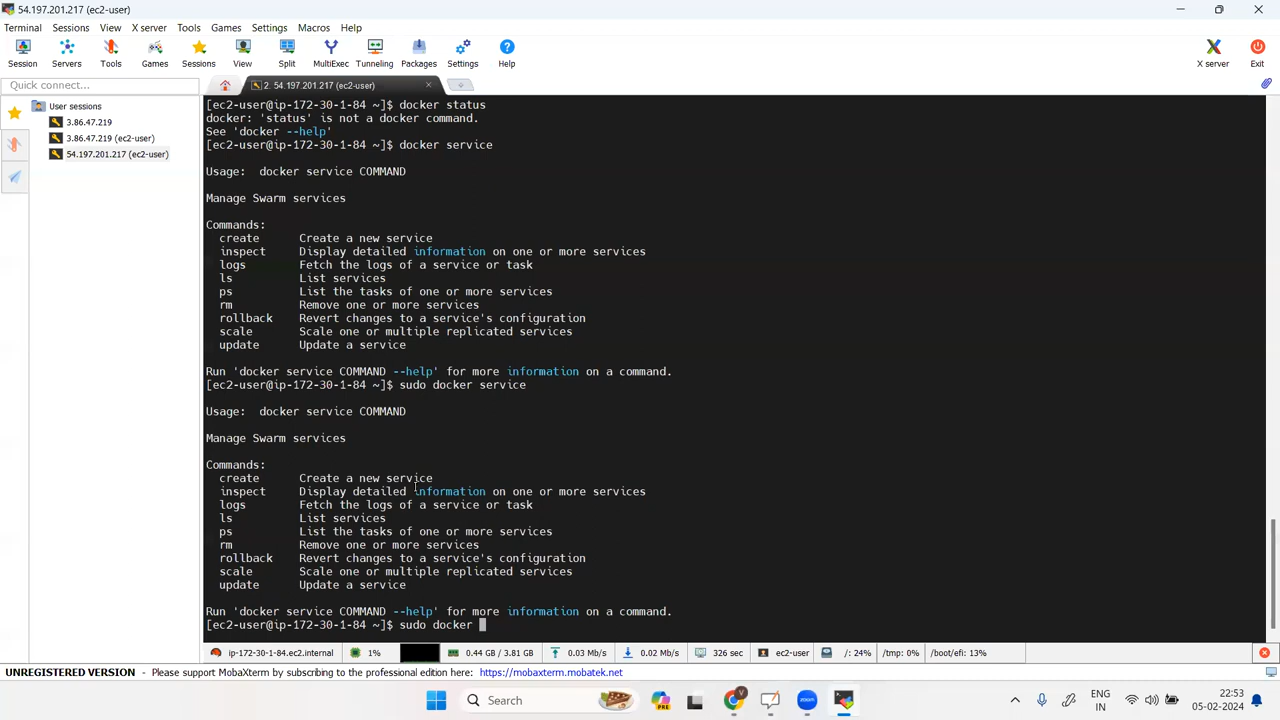 54.197.201.217 (ec2-user)
Terminal Sessions View X server Tools Games Settings Macros Help
Session Servers Tools Games Sessions View Split MultiExec Tunneling Packages Settings Help X server Exit
Quick connect...
2. 54.197.201.217 (ec2-user)
User sessions
3.86.47.219
3.86.47.219 (ec2-user)
54.197.201.217 (ec2-user)
[ec2-user@ip-172-30-1-84 ~]$ docker status
docker: 'status' is not a docker command.
See 'docker --help'
[ec2-user@ip-172-30-1-84 ~]$ docker service
Usage:  docker service COMMAND
Manage Swarm services
Commands:
create      Create a new service
inspect     Display detailed information on one or more services
logs        Fetch the logs of a service or task
ls          List services
ps          List the tasks of one or more services
rm          Remove one or more services
rollback    Revert changes to a service's configuration
scale       Scale one or multiple replicated services
update      Update a service
Run 'docker service COMMAND --help' for more information on a command.
[ec2-user@ip-172-30-1-84 ~]$ sudo docker service
Usage:  docker service COMMAND
Manage Swarm services
Commands:
create      Create a new service
inspect     Display detailed information on one or more services
logs        Fetch the logs of a service or task
ls          List services
ps          List the tasks of one or more services
rm          Remove one or more services
rollback    Revert changes to a service's configuration
scale       Scale one or multiple replicated services
update      Update a service
Run 'docker service COMMAND --help' for more information on a command.
[ec2-user@ip-172-30-1-84 ~]$ sudo docker
ip-172-30-1-84.ec2.internal 1% 0.44 GB / 3.81 GB 0.03 Mb/s 0.02 Mb/s 326 sec ec2-user /: 24% /tmp: 0% /boot/efi: 13%
UNREGISTERED VERSION - Please support MobaXterm by subscribing to the professional edition here: https://mobaxterm.mobatek.net
Search ENG 22:53
IN 05-02-2024